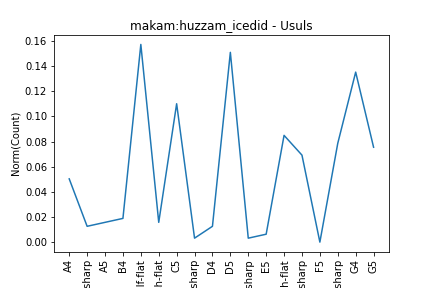 makam:huzzam_icedid - Usuls
0.16
0.14
0.12
0.10
0.08
0.06
0.04
0.02
0.00
Norm(Count)
A4
sharp
A5
B4
lf-flat
h-flat
C5
sharp
D4
D5
sharp
E5
h-flat
sharp
F5
sharp
G4
G5